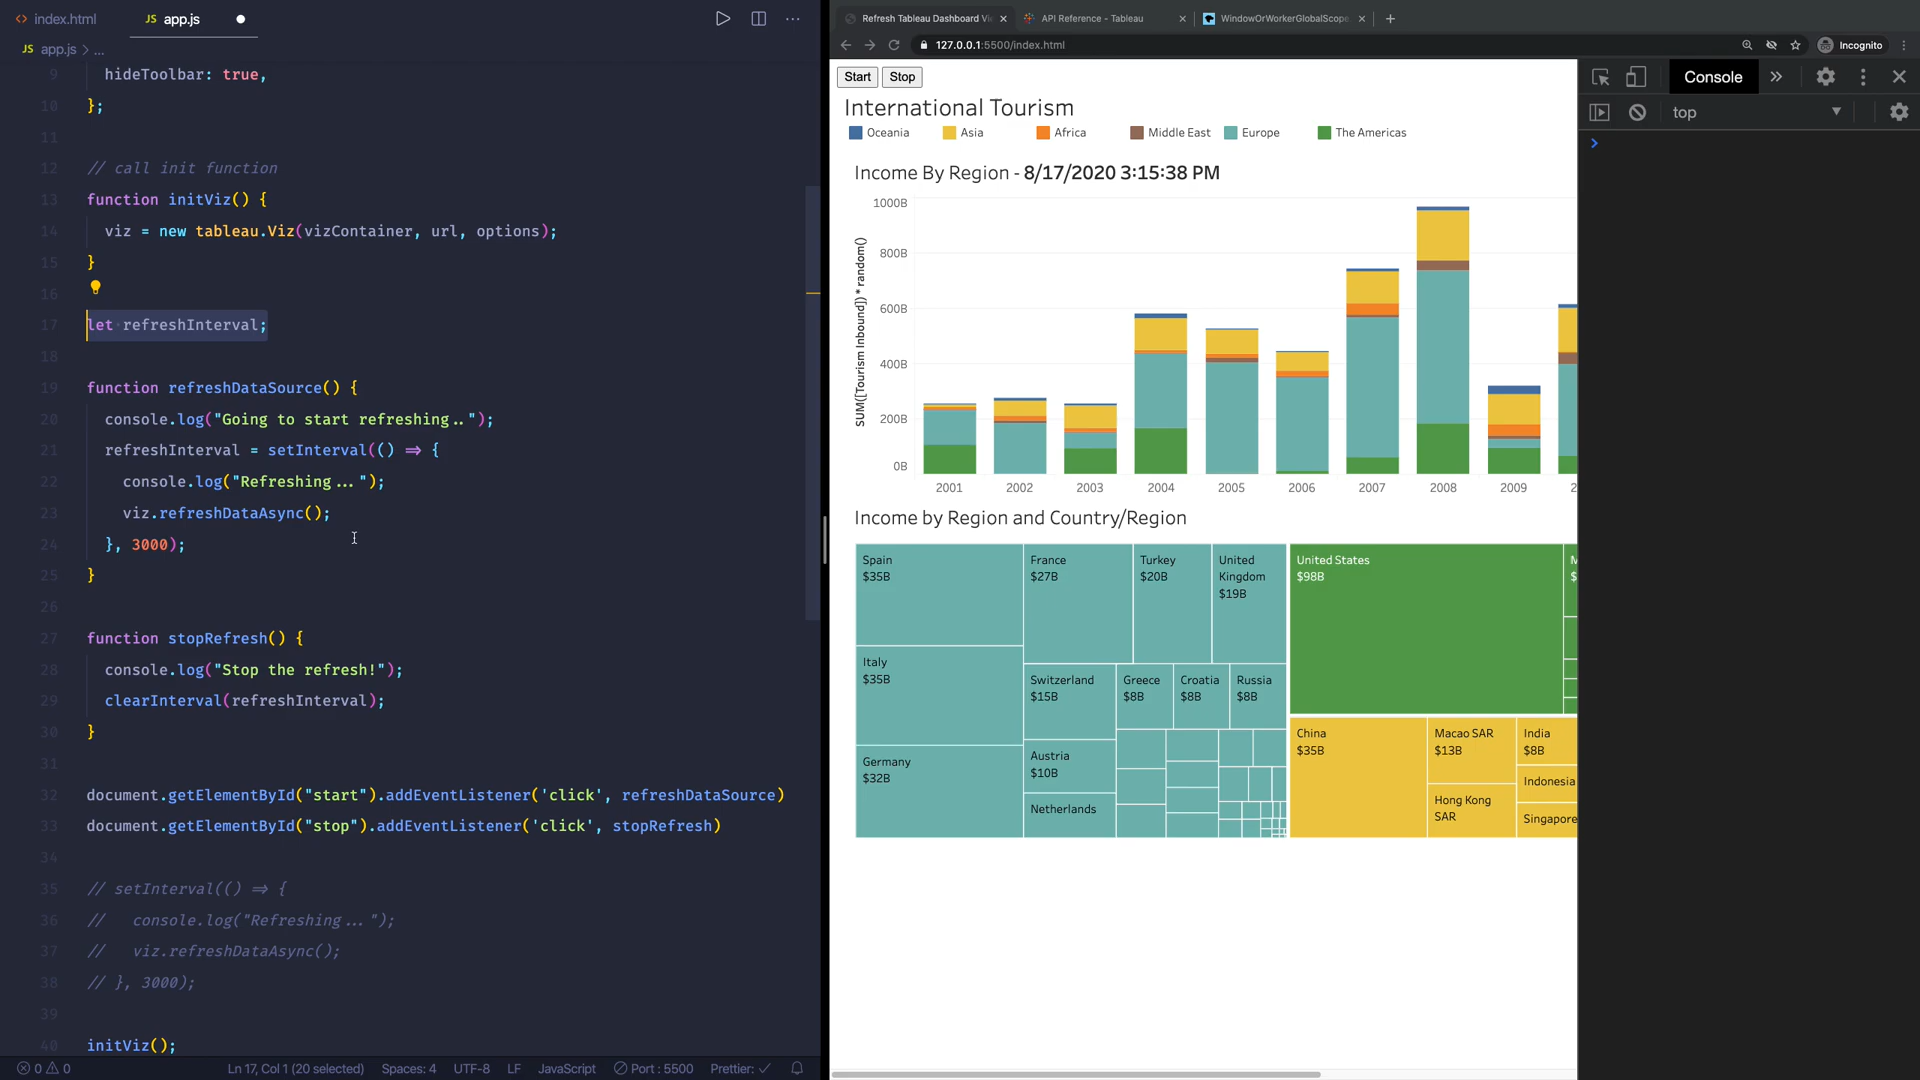 index.html
JS app.js
JS app.js > ...
9 hideToolbar: true,
10 };
11
12 // call init function
13 function initViz() {
14 viz = new tableau.Viz(vizContainer, url, options);
15 }
16
17 let refreshInterval;
18
19 function refreshDataSource() {
20 console.log("Going to start refreshing..");
21 refreshInterval = setInterval(() => {
22 console.log("Refreshing...");
23 viz.refreshDataAsync();
24 }, 3000);
25 }
26
27 function stopRefresh() {
28 console.log("Stop the refresh!");
29 clearInterval(refreshInterval);
30 }
31
32 document.getElementById("start").addEventListener('click', refreshDataSource)
33 document.getElementById("stop").addEventListener('click', stopRefresh)
34
35 // setInterval(() => {
36 // console.log("Refreshing...");
37 // viz.refreshDataAsync();
38 // }, 3000);
39
40 initViz();
0 0
Ln 17, Col 1 (20 selected) Spaces: 4 UTF-8 LF JavaScript Port : 5500 Prettier: ✓
Refresh Tableau Dashboard Vi
API Reference - Tableau
WindowOrWorkerGlobalScope
127.0.0.1:5500/index.html
Incognito
Start Stop
International Tourism
Oceania Asia Africa Middle East Europe The Americas
Income By Region - 8/17/2020 3:15:38 PM
SUM([Tourism Inbound]) * random()
1000B
800B
600B
400B
200B
0B
2001 2002 2003 2004 2005 2006 2007 2008 2009 2
Income by Region and Country/Region
Spain
$35B
Italy
$35B
Germany
$32B
France
$27B
Turkey
$20B
United
Kingdom
$19B
Switzerland
$15B
Greece
$8B
Croatia
$8B
Russia
$8B
Austria
$10B
Netherlands
United States
$98B
M
$
China
$35B
Macao SAR
$13B
India
$8B
Hong Kong
SAR
Indonesia
Singapore
Console
top